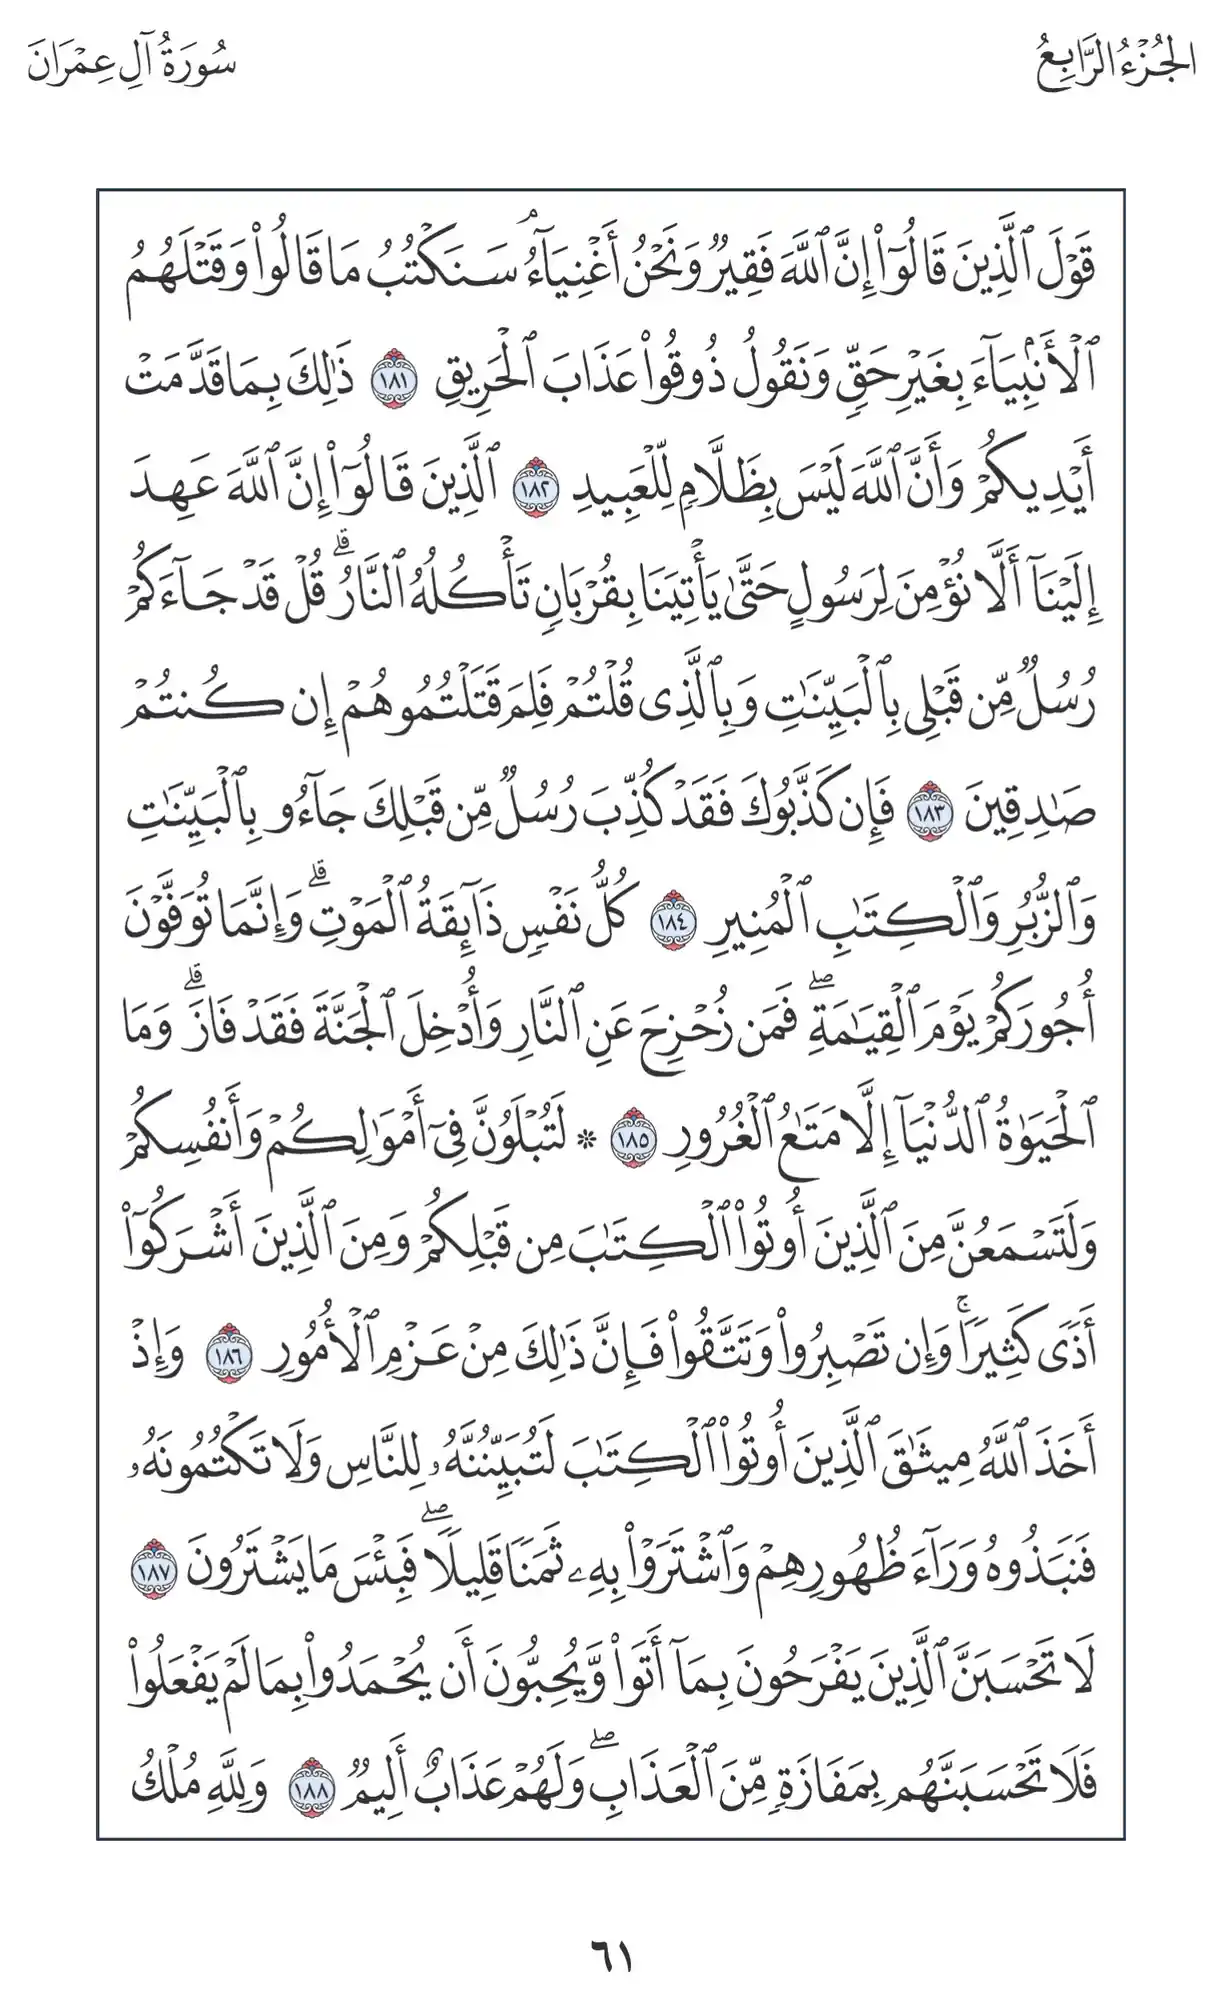 الجُزْءُ الرَّابِعُ
سُورَةُ آلِ عِمْرَانَ
قَوْلَ ٱلَّذِينَ قَالُوٓا۟ إِنَّ ٱللَّهَ فَقِيرٌ وَنَحْنُ أَغْنِيَآءُ ۘ سَنَكْتُبُ مَا قَالُوا۟ وَقَتْلَهُمُ
ٱلْأَنۢبِيَآءَ بِغَيْرِ حَقٍّ وَنَقُولُ ذُوقُوا۟ عَذَابَ ٱلْحَرِيقِ ١٨١ ذَٰلِكَ بِمَا قَدَّمَتْ
أَيْدِيكُمْ وَأَنَّ ٱللَّهَ لَيْسَ بِظَلَّامٍ لِّلْعَبِيدِ ١٨٢ ٱلَّذِينَ قَالُوٓا۟ إِنَّ ٱللَّهَ عَهِدَ
إِلَيْنَآ أَلَّا نُؤْمِنَ لِرَسُولٍ حَتَّىٰ يَأْتِيَنَا بِقُرْبَانٍ تَأْكُلُهُ ٱلنَّارُ ۗ قُلْ قَدْ جَآءَكُمْ
رُسُلٌ مِّن قَبْلِى بِٱلْبَيِّنَٰتِ وَبِٱلَّذِى قُلْتُمْ فَلِمَ قَتَلْتُمُوهُمْ إِن كُنتُمْ
صَٰدِقِينَ ١٨٣ فَإِن كَذَّبُوكَ فَقَدْ كُذِّبَ رُسُلٌ مِّن قَبْلِكَ جَآءُو بِٱلْبَيِّنَٰتِ
وَٱلزُّبُرِ وَٱلْكِتَٰبِ ٱلْمُنِيرِ ١٨٤ كُلُّ نَفْسٍ ذَآئِقَةُ ٱلْمَوْتِ ۗ وَإِنَّمَا تُوَفَّوْنَ
أُجُورَكُمْ يَوْمَ ٱلْقِيَٰمَةِ ۖ فَمَن زُحْزِحَ عَنِ ٱلنَّارِ وَأُدْخِلَ ٱلْجَنَّةَ فَقَدْ فَازَ ۗ وَمَا
ٱلْحَيَوٰةُ ٱلدُّنْيَآ إِلَّا مَتَٰعُ ٱلْغُرُورِ ١٨٥ * لَتُبْلَوُنَّ فِىٓ أَمْوَٰلِكُمْ وَأَنفُسِكُمْ
وَلَتَسْمَعُنَّ مِنَ ٱلَّذِينَ أُوتُوا۟ ٱلْكِتَٰبَ مِن قَبْلِكُمْ وَمِنَ ٱلَّذِينَ أَشْرَكُوٓا۟
أَذًى كَثِيرًا ۚ وَإِن تَصْبِرُوا۟ وَتَتَّقُوا۟ فَإِنَّ ذَٰلِكَ مِنْ عَزْمِ ٱلْأُمُورِ ١٨٦ وَإِذْ
أَخَذَ ٱللَّهُ مِيثَٰقَ ٱلَّذِينَ أُوتُوا۟ ٱلْكِتَٰبَ لَتُبَيِّنُنَّهُۥ لِلنَّاسِ وَلَا تَكْتُمُونَهُۥ
فَنَبَذُوهُ وَرَآءَ ظُهُورِهِمْ وَٱشْتَرَوْا۟ بِهِۦ ثَمَنًا قَلِيلًا ۖ فَبِئْسَ مَا يَشْتَرُونَ ١٨٧
لَا تَحْسَبَنَّ ٱلَّذِينَ يَفْرَحُونَ بِمَآ أَتَوا۟ وَّيُحِبُّونَ أَن يُحْمَدُوا۟ بِمَا لَمْ يَفْعَلُوا۟
فَلَا تَحْسَبَنَّهُم بِمَفَازَةٍ مِّنَ ٱلْعَذَابِ ۖ وَلَهُمْ عَذَابٌ أَلِيمٌ ١٨٨ وَلِلَّهِ مُلْكُ
٦١